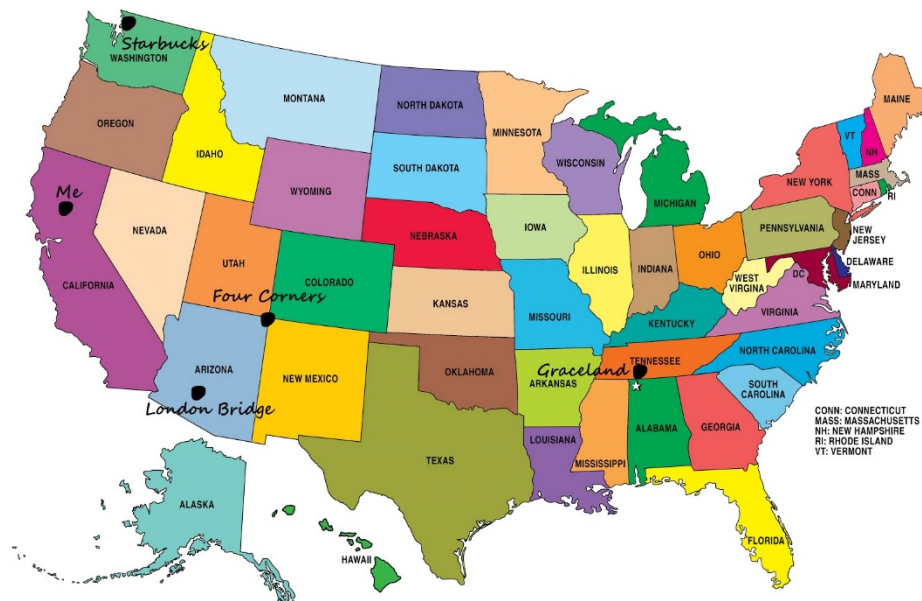 Starbucks
WASHINGTON
MONTANA
NORTH DAKOTA
MINNESOTA
MAINE
OREGON
IDAHO
VT
NH
WISCONSIN
SOUTH DAKOTA
MASS
NEW YORK
CONN
RI
Me
WYOMING
MICHIGAN
NEVADA
NEBRASKA
IOWA
PENNSYLVANIA
NEW
JERSEY
UTAH
COLORADO
ILLINOIS
INDIANA
OHIO
DELAWARE
WEST
VIRGINA
DC
MARYLAND
CALIFORNIA
Four Corners
KANSAS
MISSOURI
KENTUCKY
VIRGINIA
ARIZONA
NEW MEXICO
OKLAHOMA
ARKANSAS
Graceland
TENNESSEE
NORTH CAROLINA
London Bridge
SOUTH
CAROLINA
CONN: CONNECTICUT
MASS: MASSACHUSETTS
NH: NEW HAMPSHIRE
RI: RHODE ISLAND
VT: VERMONT
TEXAS
LOUISIANA
MISSISSIPPI
ALABAMA
GEORGIA
ALASKA
HAWAII
FLORIDA